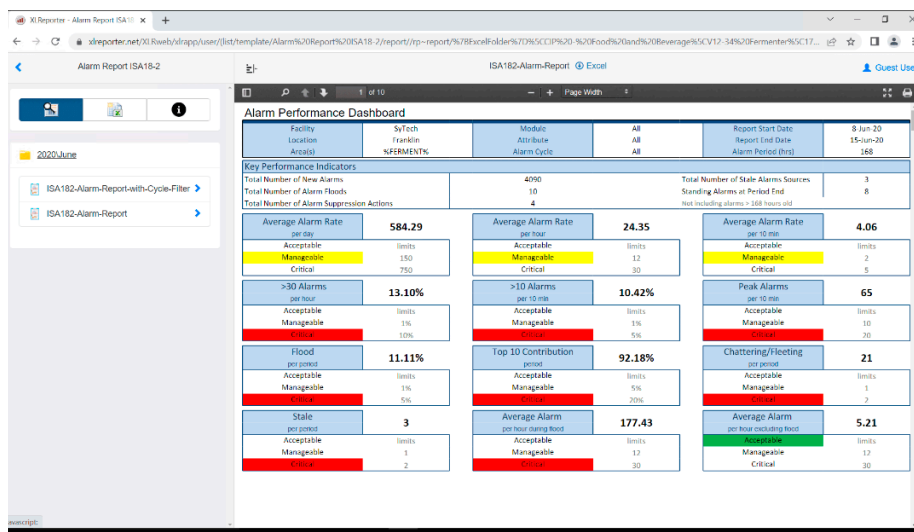 XLReporter - Alarm Report ISA18
xlreporter.net/XLRweb/xlrapp/user/(list/template/Alarm%20Report%20ISA18-2/report//rp~report/%7BExcelFolder%7D%5CCIP%20-%20Food%20and%20Beverage%5CV12-34%20Fermenter%5C17...
Alarm Report ISA18-2
ISA182-Alarm-Report Excel
Guest Use
1 of 10
Page Width
2020\June
ISA182-Alarm-Report-with-Cycle-Filter
ISA182-Alarm-Report
Alarm Performance Dashboard
Facility SyTech Module All Report Start Date 8-Jun-20
Location Franklin Attribute All Report End Date 15-Jun-20
Area(s) %FERMENT% Alarm Cycle All Alarm Period (hrs) 168
Key Performance Indicators
Total Number of New Alarms 4090 Total Number of Stale Alarms Sources 3
Total Number of Alarm Floods 10 Standing Alarms at Period End 8
Total Number of Alarm Suppression Actions 4 Not including alarms > 168 hours old
Average Alarm Rate 584.29 Average Alarm Rate 24.35 Average Alarm Rate 4.06
per day per hour per 10 min
Acceptable limits Acceptable limits Acceptable limits
Manageable 150 Manageable 12 Manageable 2
Critical 750 Critical 30 Critical 5
>30 Alarms 13.10% >10 Alarms 10.42% Peak Alarms 65
per hour per 10 min per 10 min
Acceptable limits Acceptable limits Acceptable limits
Manageable 1% Manageable 1% Manageable 10
Critical 10% Critical 5% Critical 20
Flood 11.11% Top 10 Contribution 92.18% Chattering/Fleeting 21
per period period per period
Acceptable limits Acceptable limits Acceptable limits
Manageable 1% Manageable 5% Manageable 1
Critical 5% Critical 20% Critical 2
Stale 3 Average Alarm 177.43 Average Alarm 5.21
per period per hour during flood per hour excluding flood
Acceptable limits Acceptable limits Acceptable limits
Manageable 1 Manageable 12 Manageable 12
Critical 2 Critical 30 Critical 30
avascript: